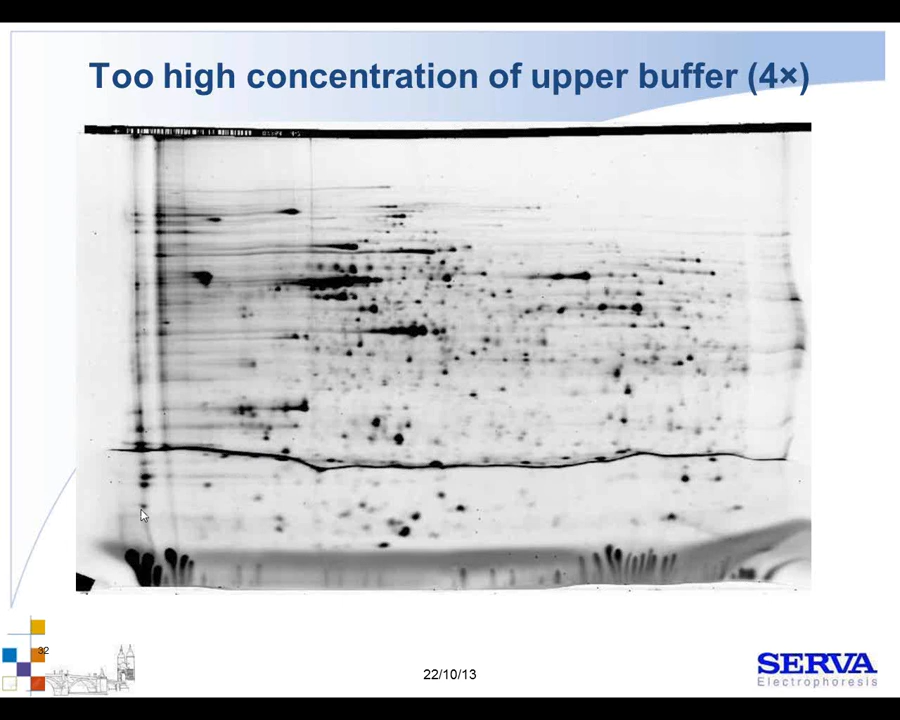 Too high concentration of upper buffer (4×)
32
22/10/13
SERVA
Electrophoresis